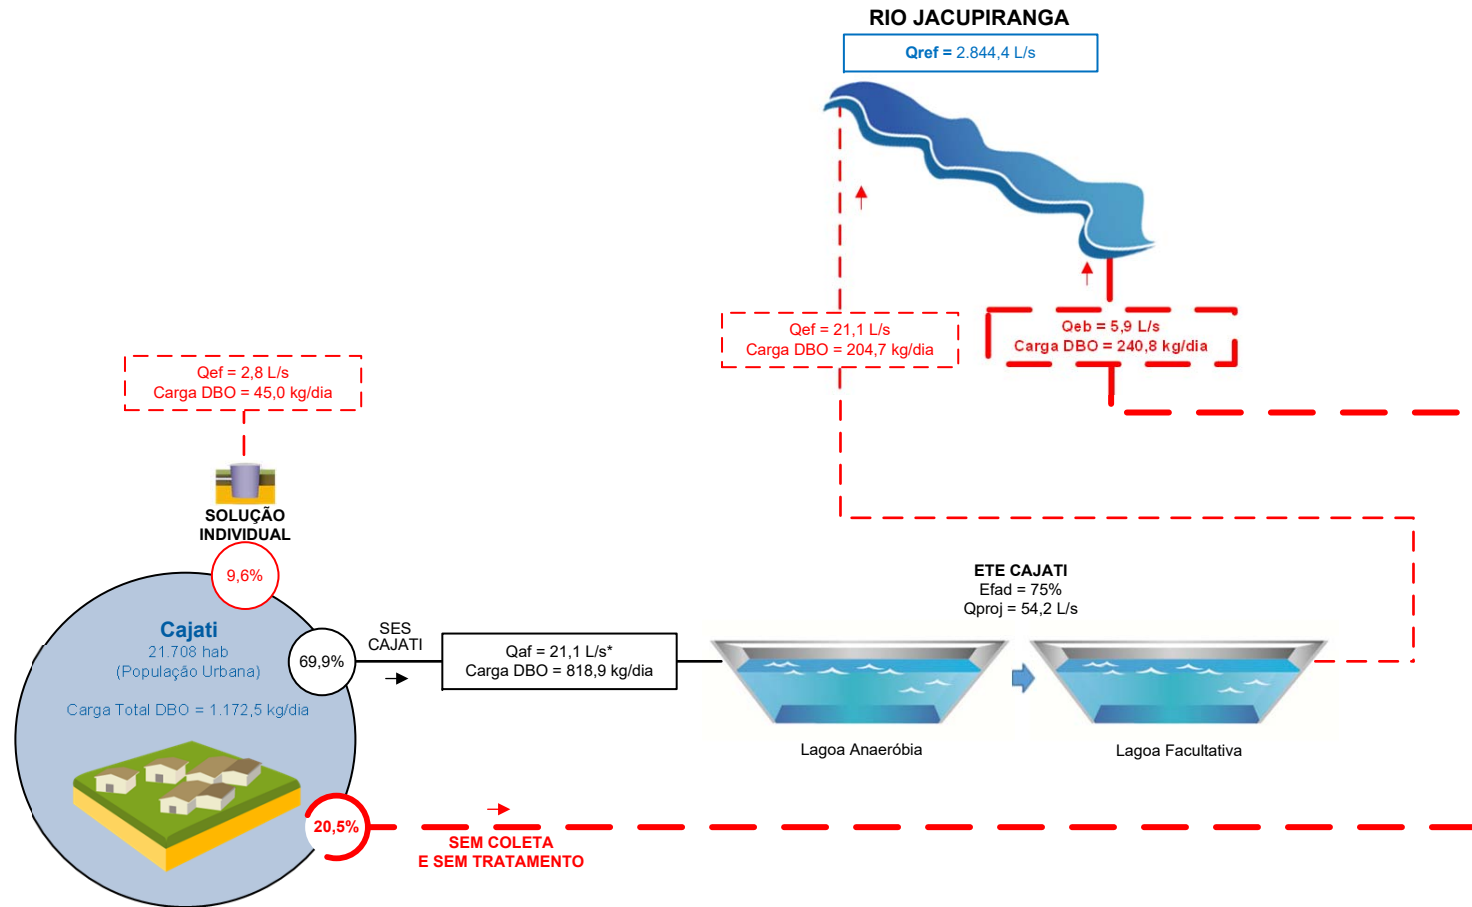 RIO JACUPIRANGA
Qref = 2.844,4 L/s
Qef = 21,1 L/s
Carga DBO = 204,7 kg/dia
Qeb = 5,9 L/s
Carga DBO = 240,8 kg/dia
Qef = 2,8 L/s
Carga DBO = 45,0 kg/dia
SOLUÇÃO
INDIVIDUAL
9,6%
Cajati
21.708 hab
(População Urbana)
Carga Total DBO = 1.172,5 kg/dia
69,9%
SES
CAJATI
Qaf = 21,1 L/s*
Carga DBO = 818,9 kg/dia
ETE CAJATI
Efad = 75%
Qproj = 54,2 L/s
Lagoa Anaeróbia
Lagoa Facultativa
20,5%
SEM COLETA
E SEM TRATAMENTO